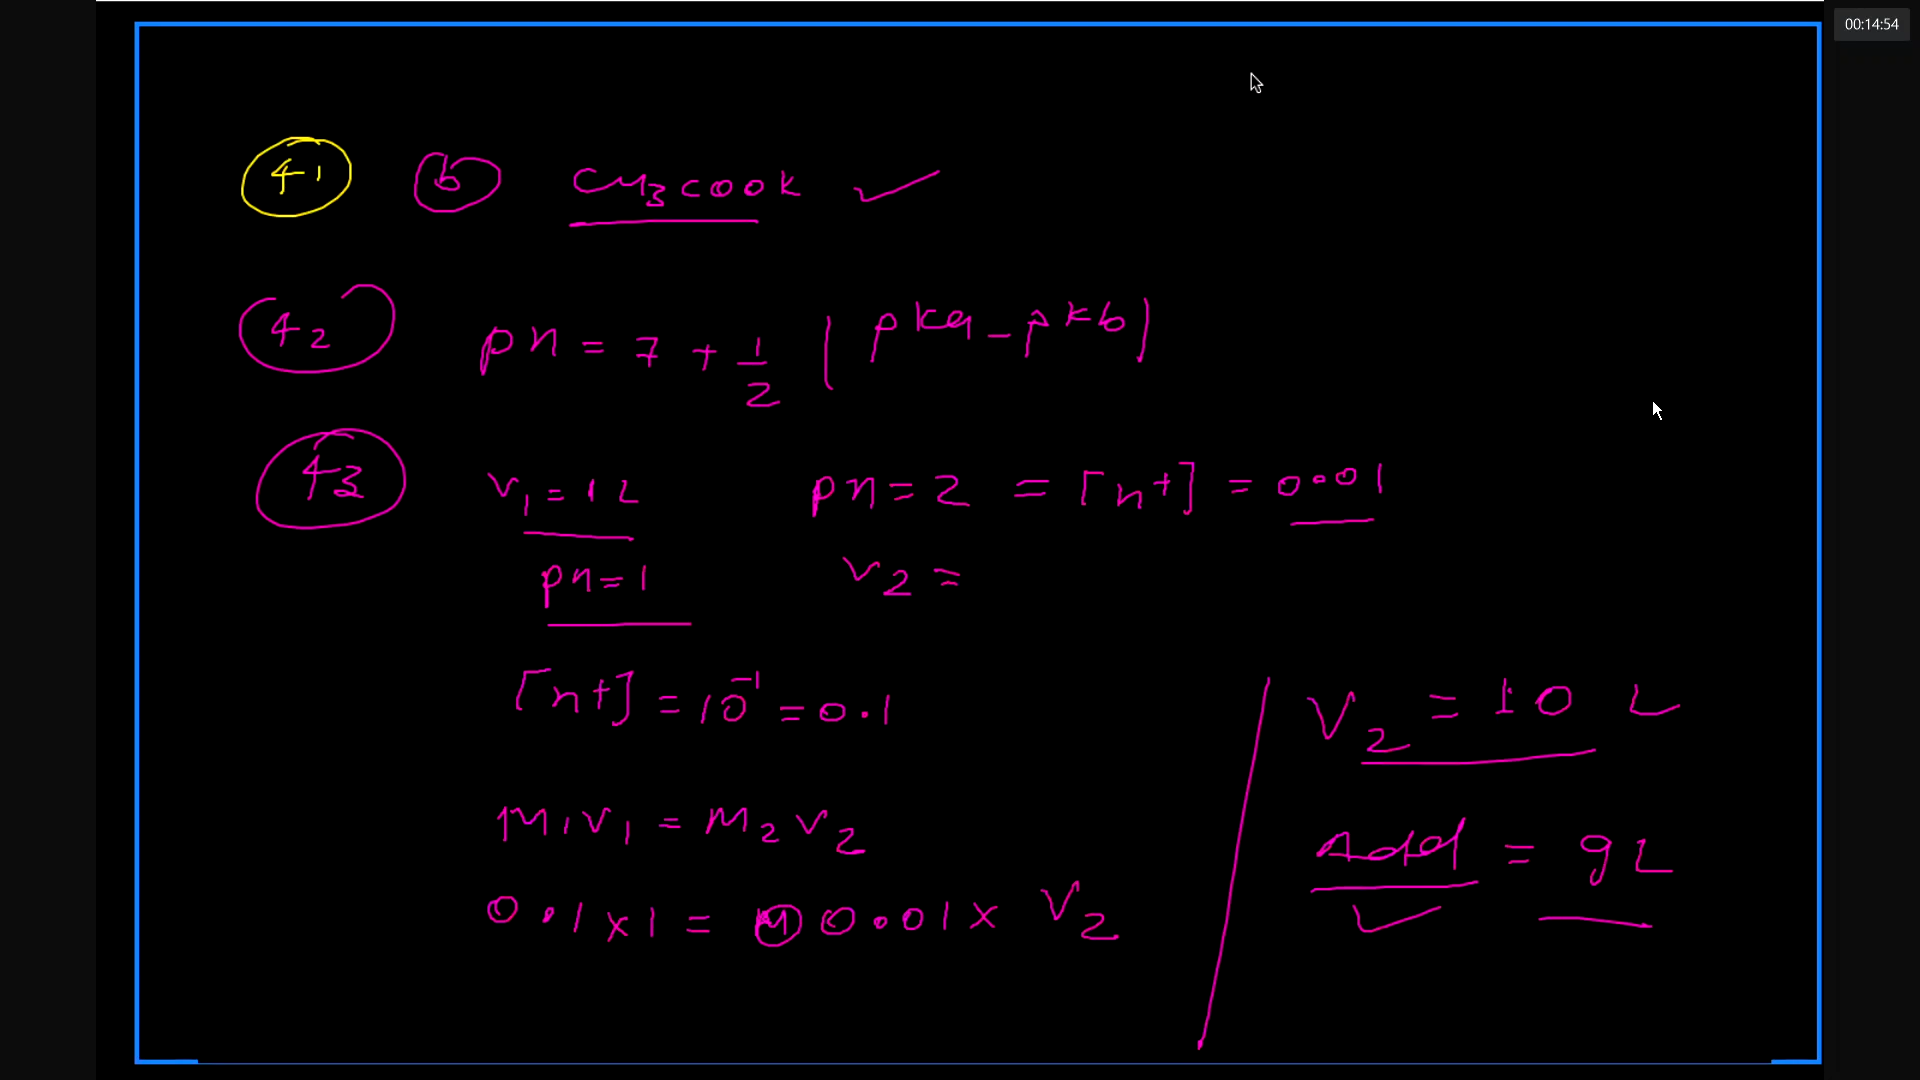 00:14:54
41 b CH3COOK ✓
42 pH = 7 + 1/2 ( pKa - pKb )
43 V1 = 1 L pH = 2 = [H+] = 0.01
pH = 1 V2 =
[H+] = 10^-1 = 0.1
M1V1 = M2V2
0.1 x 1 = 0.01 x V2
V2 = 10 L
Add = 9L
✓